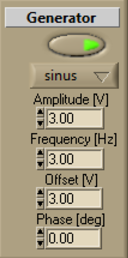 Generator
sinus
Amplitude [V]
3.00
Frequency [Hz]
3.00
Offset [V]
3.00
Phase [deg]
0.00